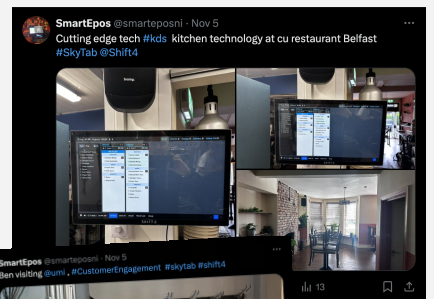 SmartEpos @smarteposni · Nov 5
Cutting edge tech #kds kitchen technology at cu restaurant Belfast
#SkyTab @Shift4
SHIFT4
SmartEpos @smarteposni · Nov 5
Ben visiting @umi , #CustomerEngagement #skytab #shift4
13